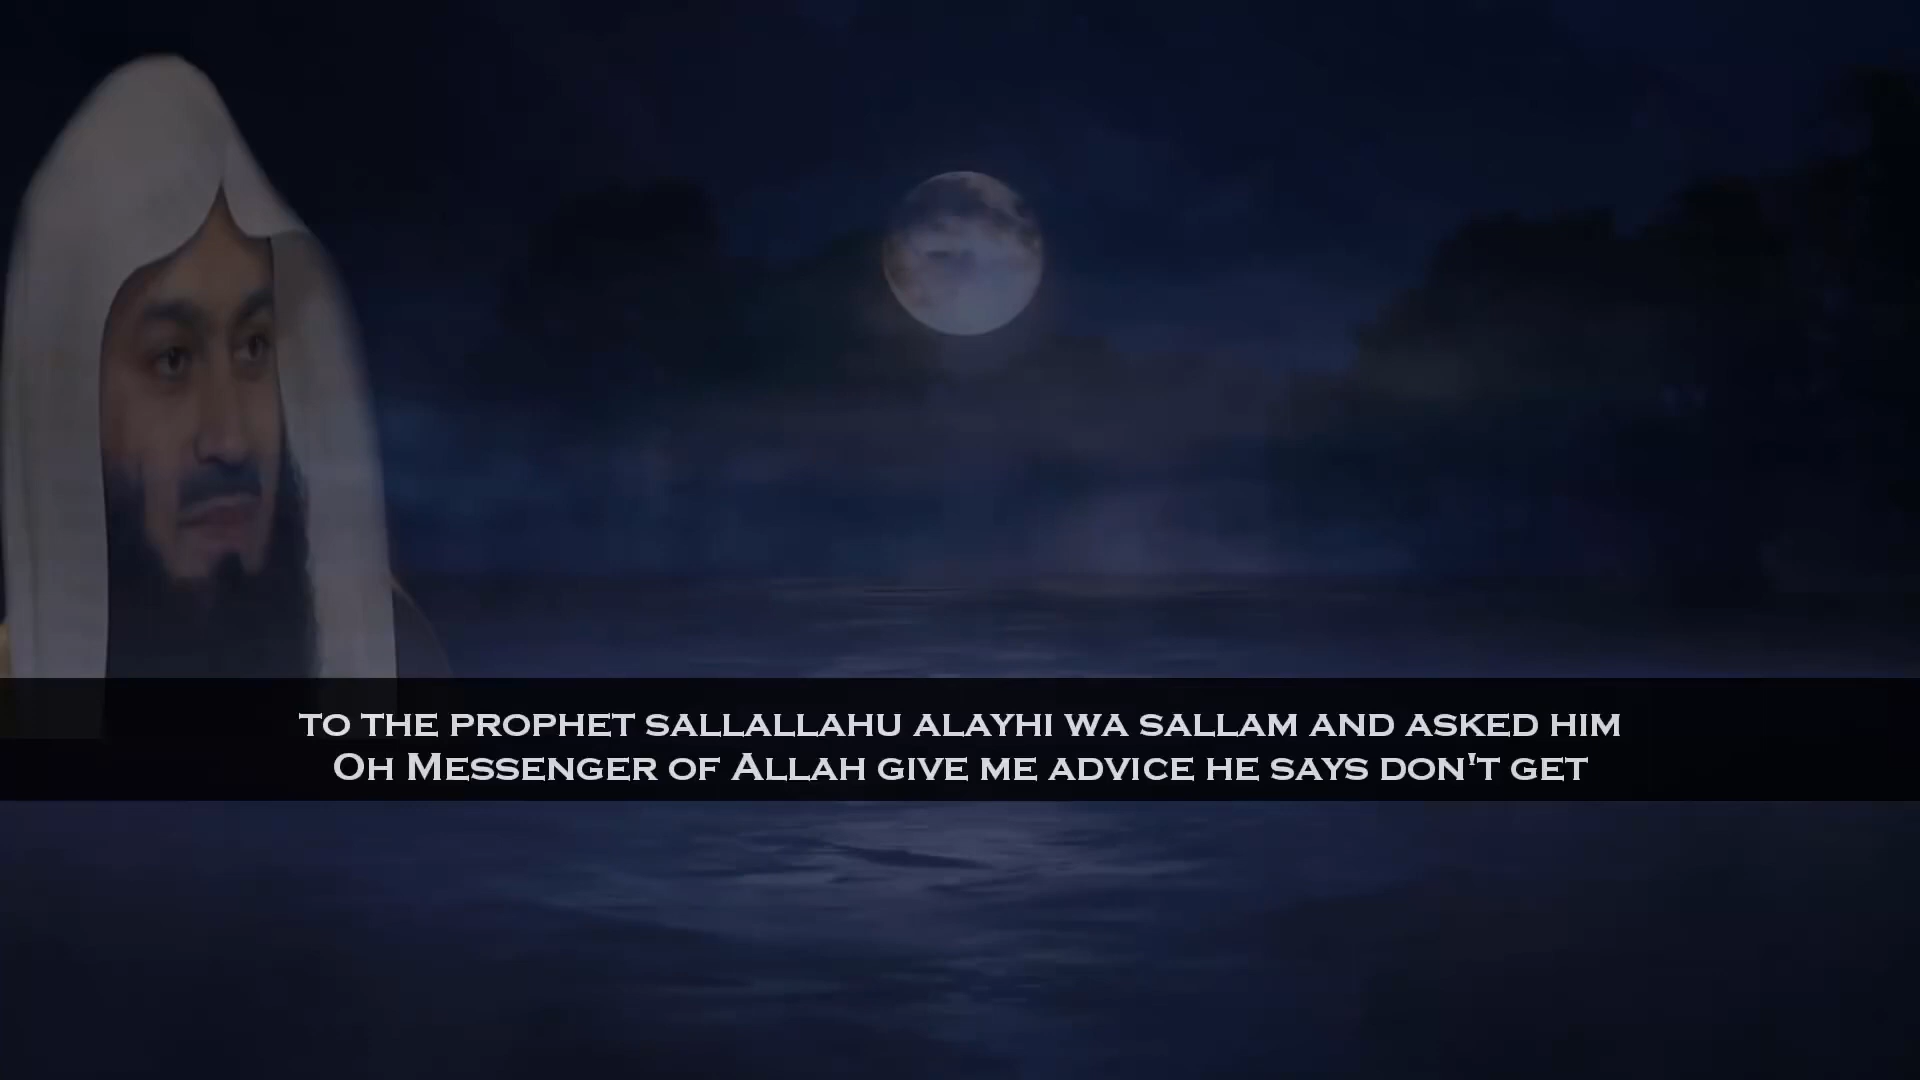 TO THE PROPHET SALLALLAHU ALAYHI WA SALLAM AND ASKED HIM
OH MESSENGER OF ALLAH GIVE ME ADVICE HE SAYS DON'T GET